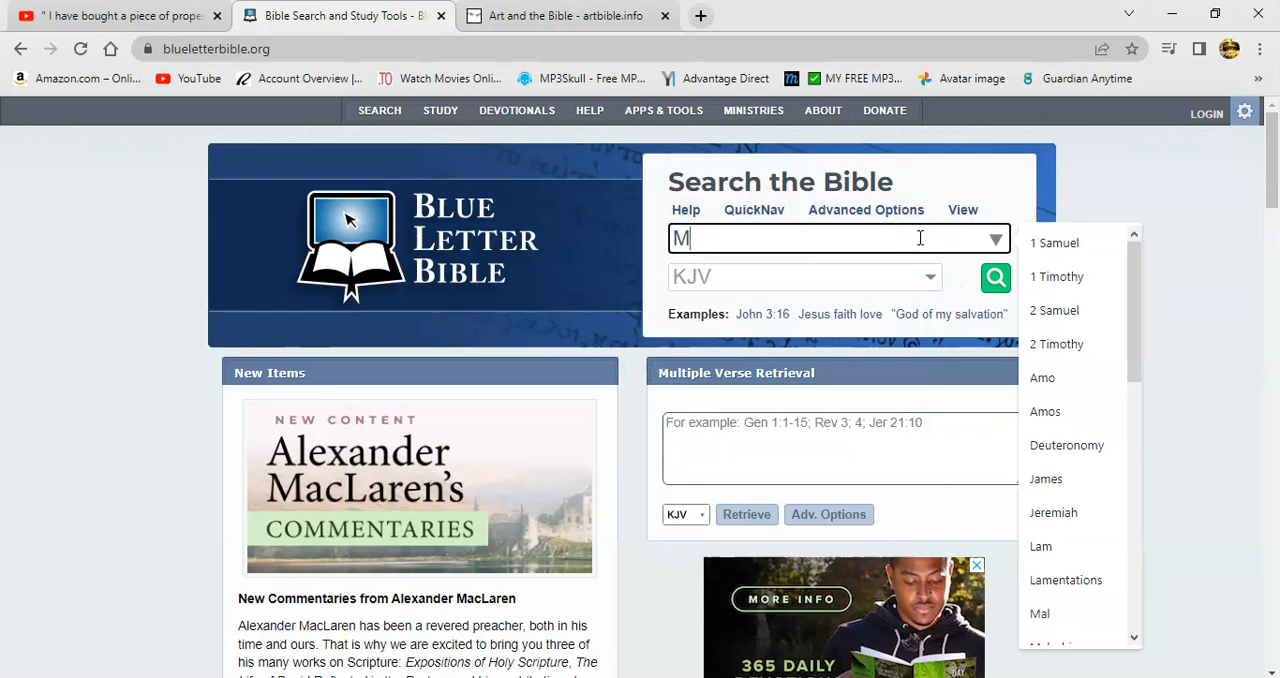 " I have bought a piece of prope
Bible Search and Study Tools - B
Art and the Bible - artbible.info
blueletterbible.org
Amazon.com – Onli...
YouTube
Account Overview |...
Watch Movies Onli...
MP3Skull - Free MP...
Advantage Direct
MY FREE MP3...
Avatar image
Guardian Anytime
SEARCH
STUDY
DEVOTIONALS
HELP
APPS & TOOLS
MINISTRIES
ABOUT
DONATE
LOGIN
BLUE
LETTER
BIBLE
Search the Bible
Help
QuickNav
Advanced Options
View
M
KJV
Examples: John 3:16 Jesus faith love "God of my salvation"
1 Samuel
1 Timothy
2 Samuel
2 Timothy
Amo
Amos
Deuteronomy
James
Jeremiah
Lam
Lamentations
Mal
New Items
NEW CONTENT
Alexander
MacLaren's
COMMENTARIES
New Commentaries from Alexander MacLaren
Alexander MacLaren has been a revered preacher, both in his
time and ours. That is why we are excited to bring you three of
his many works on Scripture: Expositions of Holy Scripture, The
Multiple Verse Retrieval
For example: Gen 1:1-15; Rev 3; 4; Jer 21:10
KJV
Retrieve
Adv. Options
MORE INFO
365 DAILY